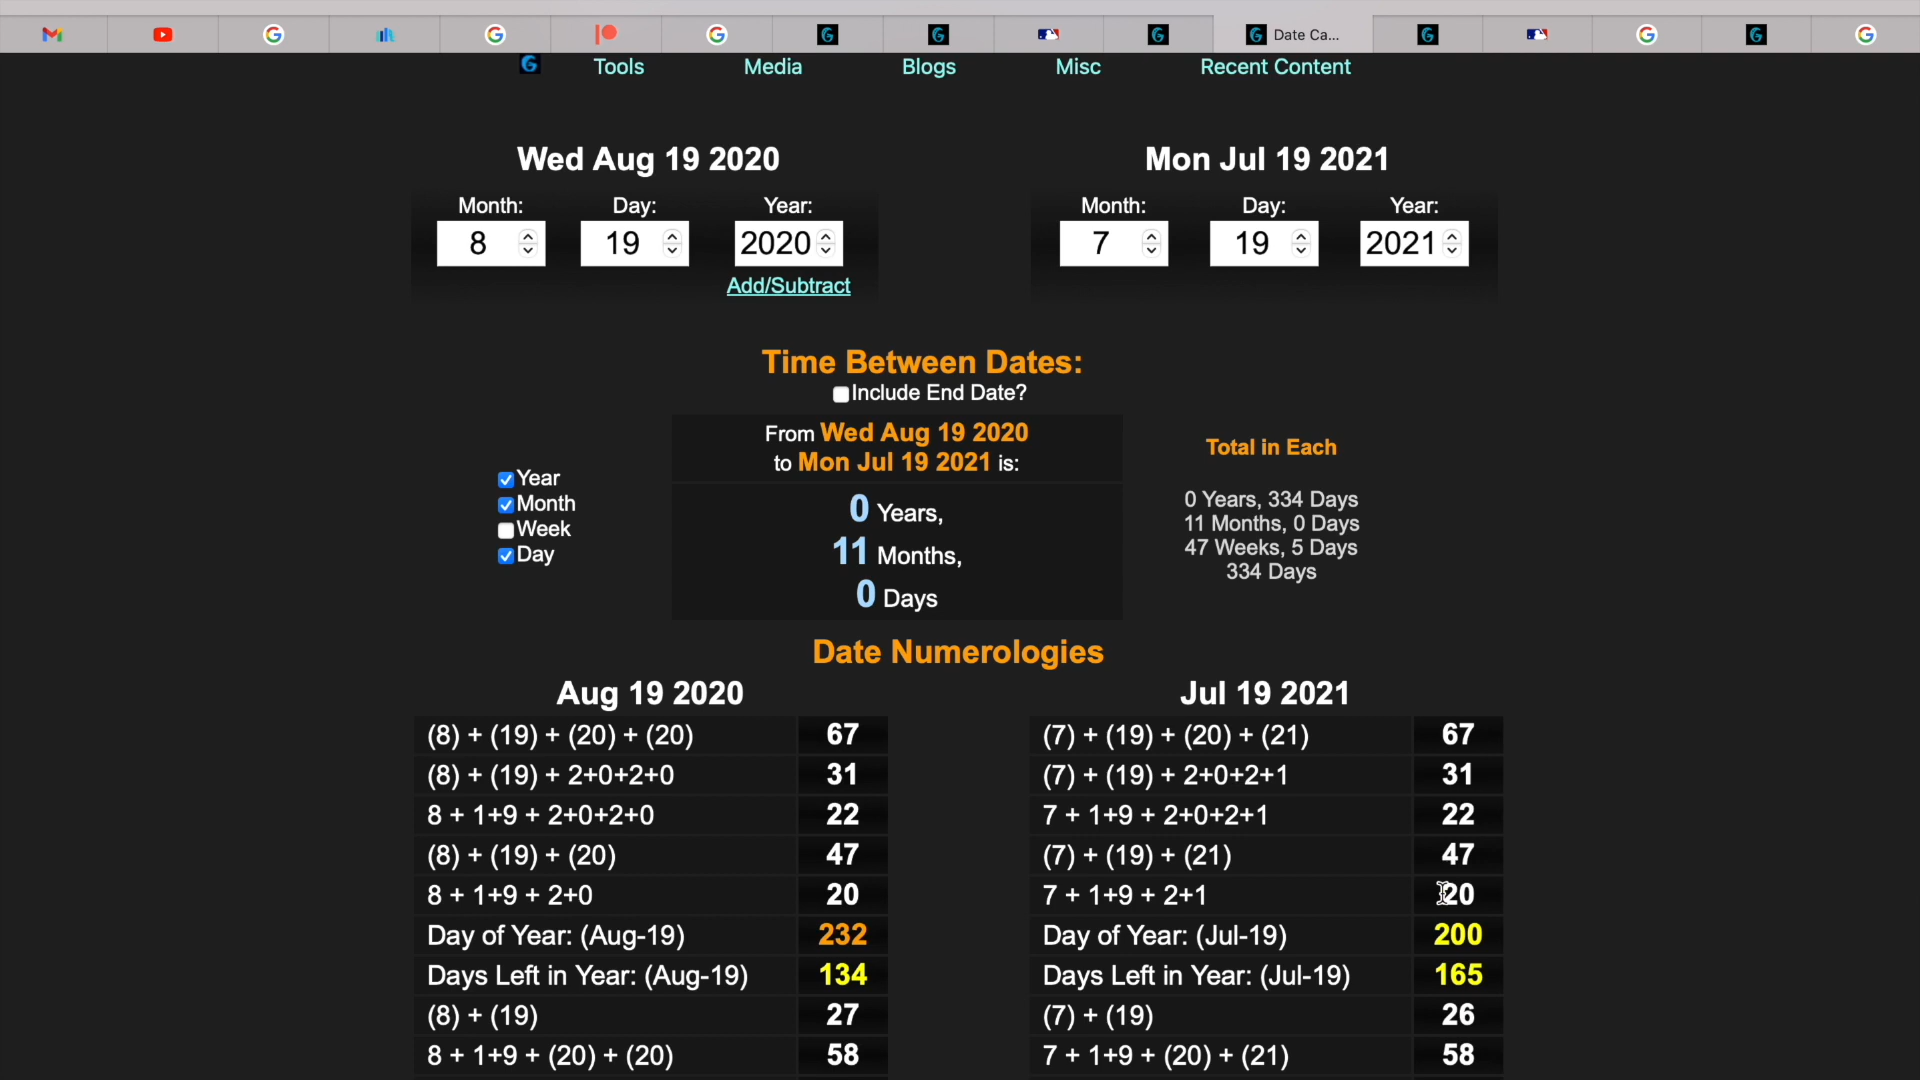 Date Ca...
Tools Media Blogs Misc Recent Content
Wed Aug 19 2020
Month: Day: Year:
8 19 2020
Add/Subtract
Mon Jul 19 2021
Month: Day: Year:
7 19 2021
Time Between Dates:
Include End Date?
From Wed Aug 19 2020
to Mon Jul 19 2021 is:
0 Years,
11 Months,
0 Days
Year
Month
Week
Day
Total in Each
0 Years, 334 Days
11 Months, 0 Days
47 Weeks, 5 Days
334 Days
Date Numerologies
Aug 19 2020
(8) + (19) + (20) + (20) 67
(8) + (19) + 2+0+2+0 31
8 + 1+9 + 2+0+2+0 22
(8) + (19) + (20) 47
8 + 1+9 + 2+0 20
Day of Year: (Aug-19) 232
Days Left in Year: (Aug-19) 134
(8) + (19) 27
8 + 1+9 + (20) + (20) 58
Jul 19 2021
(7) + (19) + (20) + (21) 67
(7) + (19) + 2+0+2+1 31
7 + 1+9 + 2+0+2+1 22
(7) + (19) + (21) 47
7 + 1+9 + 2+1 20
Day of Year: (Jul-19) 200
Days Left in Year: (Jul-19) 165
(7) + (19) 26
7 + 1+9 + (20) + (21) 58